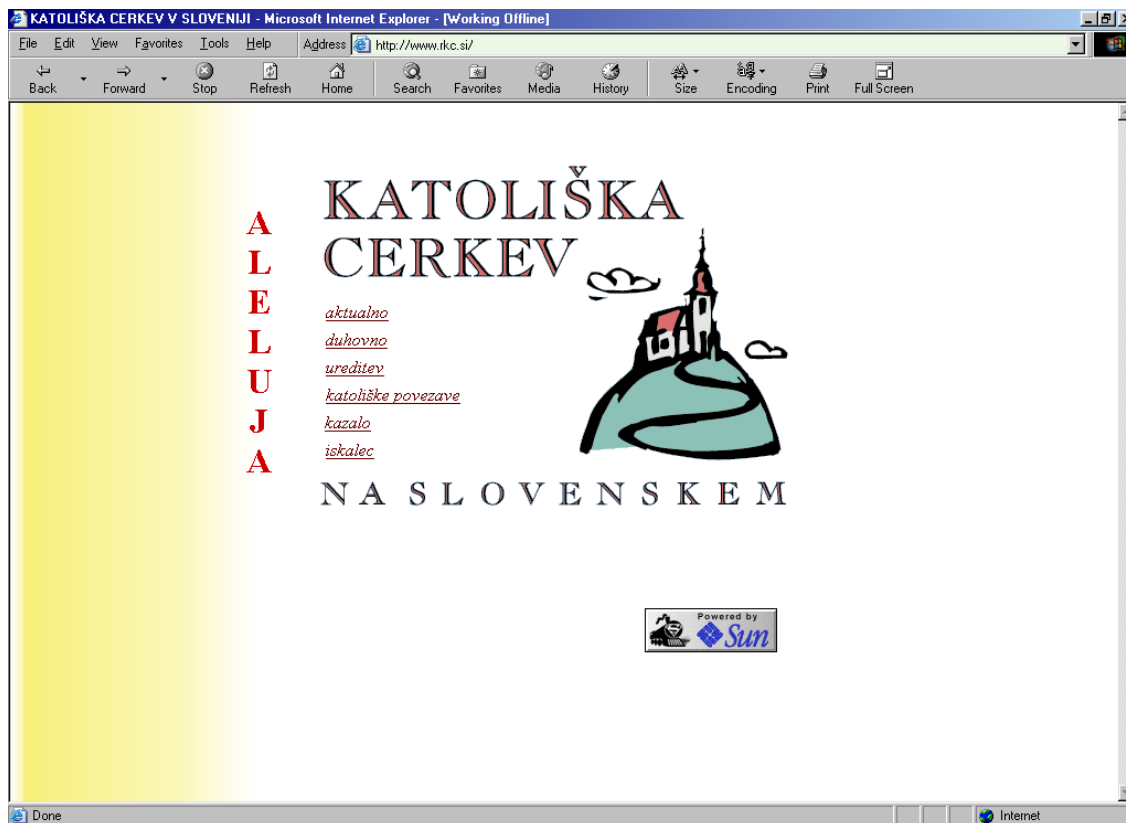 KATOLIŠKA CERKEV V SLOVENIJI - Microsoft Internet Explorer - [Working Offline]
File Edit View Favorites Tools Help Address http://www.rkc.si/
Back Forward Stop Refresh Home Search Favorites Media History Size Encoding Print Full Screen
KATOLIŠKA
CERKEV
ALELUJA
aktualno
duhovno
ureditev
katoliške povezave
kazalo
iskalec
NA SLOVENSKEM
Powered by
Sun
Done Internet